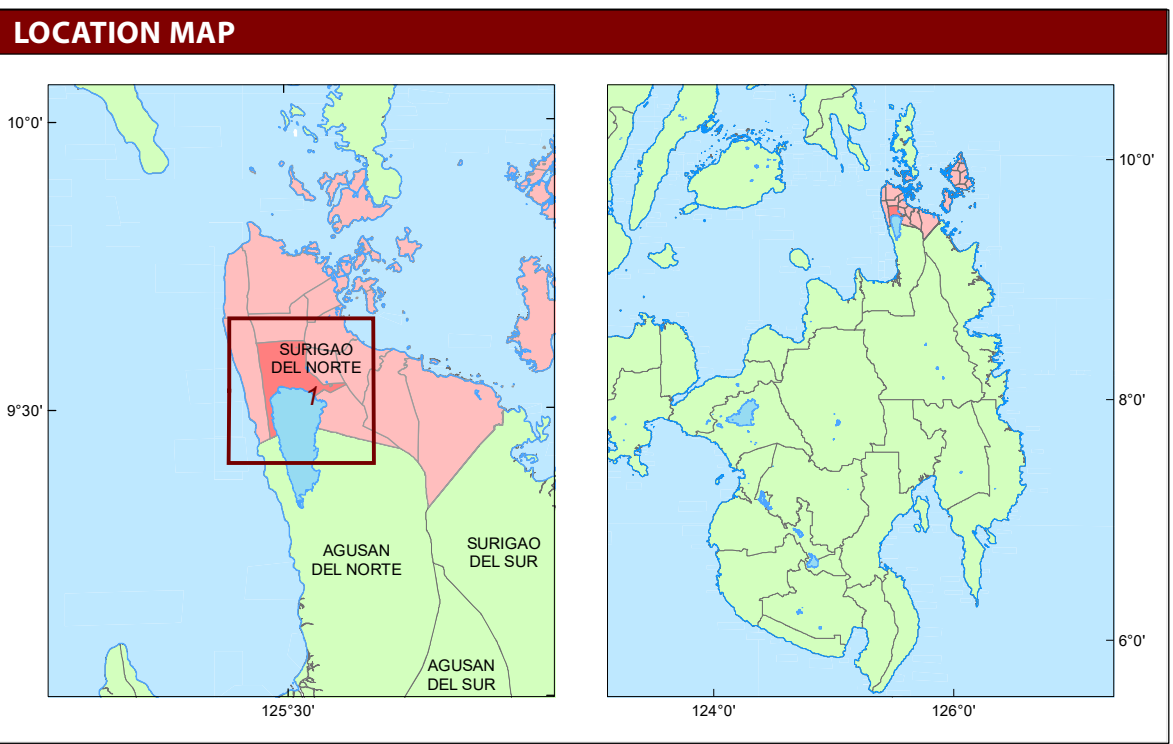 LOCATION MAP
10°0'
9°30'
SURIGAO
DEL NORTE
1
AGUSAN
DEL NORTE
SURIGAO
DEL SUR
AGUSAN
DEL SUR
125°30'
10°0'
8°0'
6°0'
124°0'
126°0'